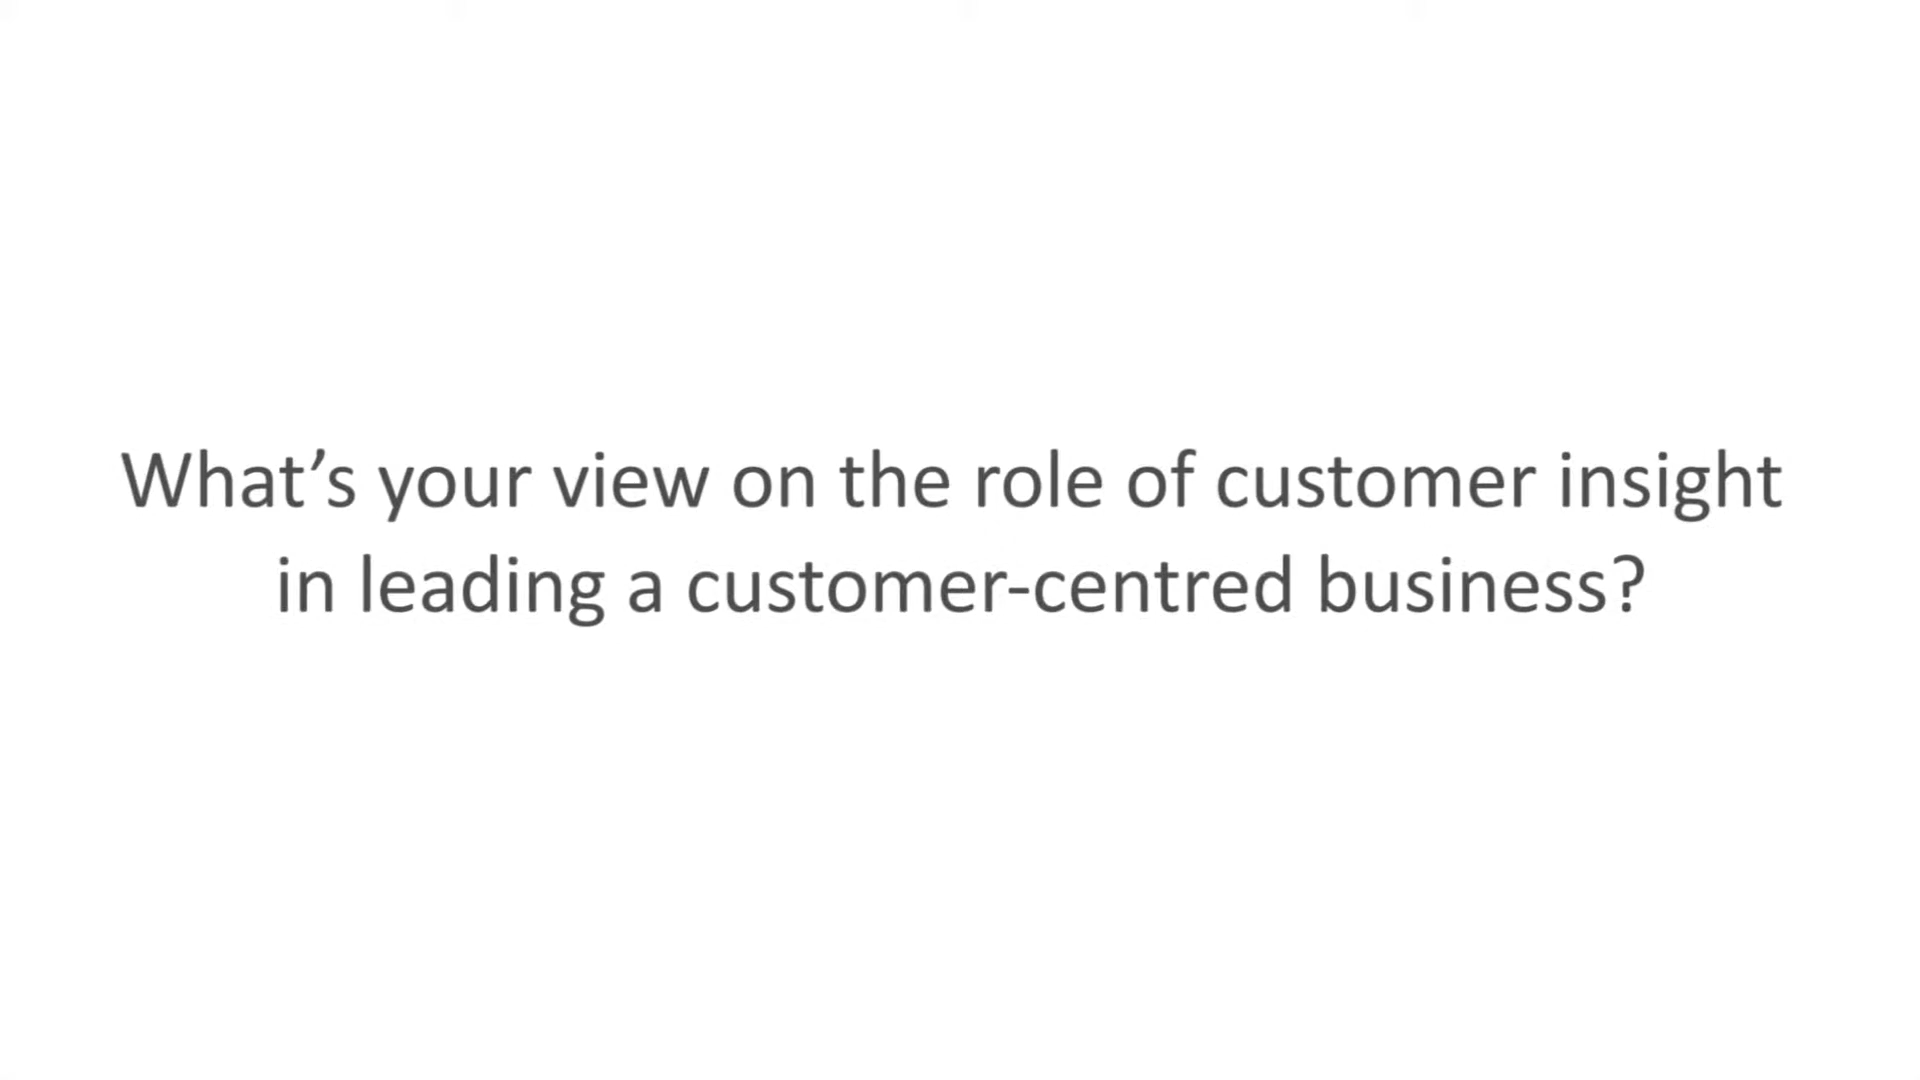 What’s your view on the role of customer insight
in leading a customer-centred business?